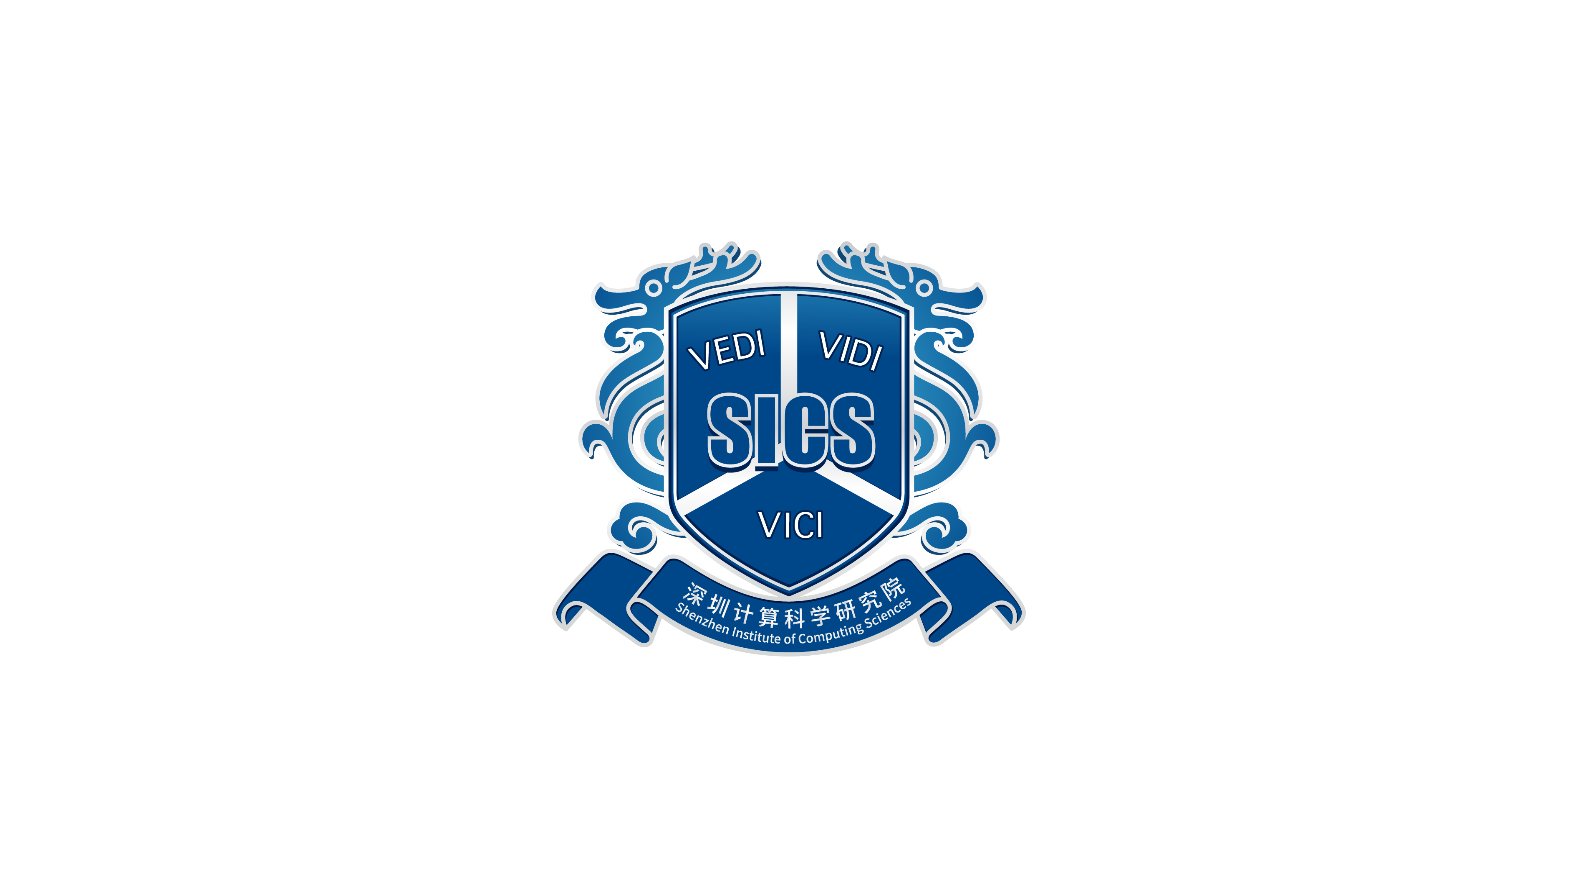 VEDI
VIDI
SICS
VICI
深圳计算科学研究院
Shenzhen Institute of Computing Sciences